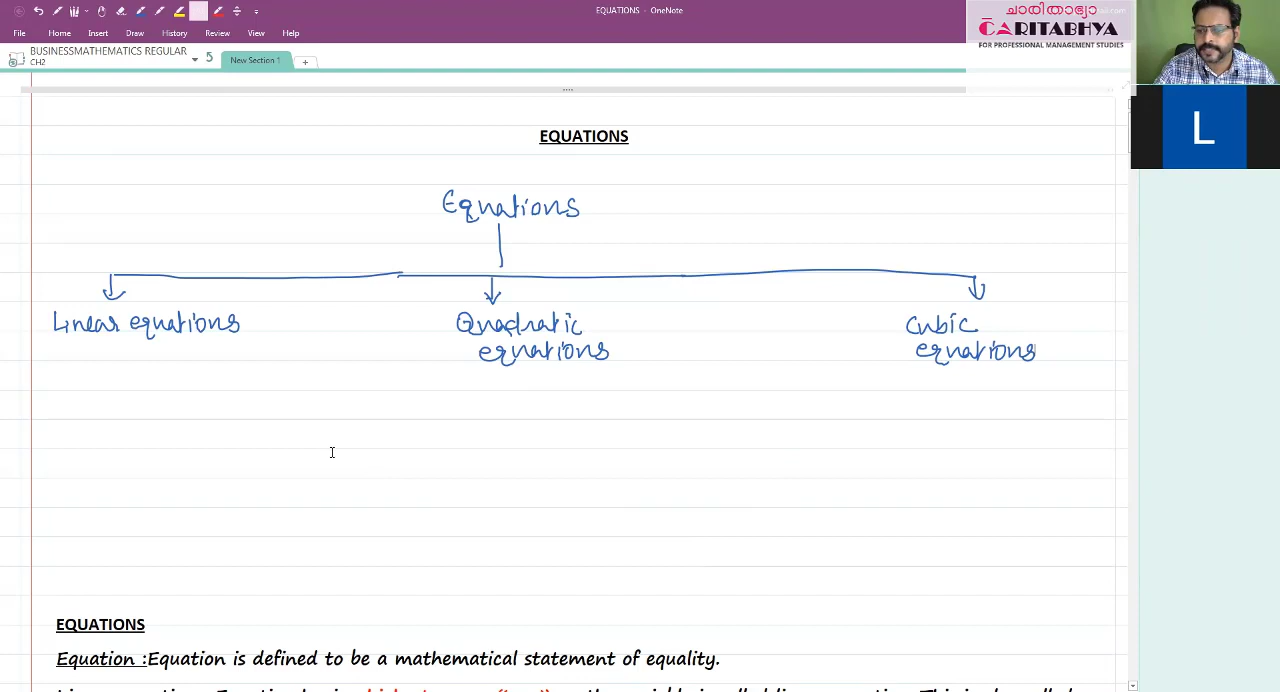 EQUATIONS - OneNote
File Home Insert Draw History Review View Help
ചാരിതാഭ്യാ
CARITABHYA
FOR PROFESSIONAL MANAGEMENT STUDIES
BUSINESSMATHEMATICS REGULAR
CH2
New Section 1
L
EQUATIONS
Equations
Linear equations
Quadratic
equations
Cubic
equations
EQUATIONS
Equation :Equation is defined to be a mathematical statement of equality.